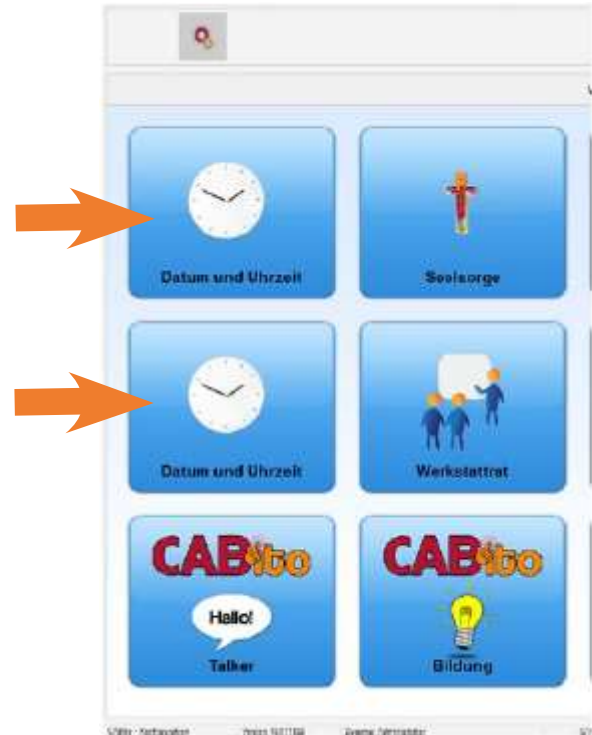 Datum und Uhrzeit
Seelsorge
Datum und Uhrzeit
Werkstattrat
CABito
CABito
Hallo!
Talker
Bildung